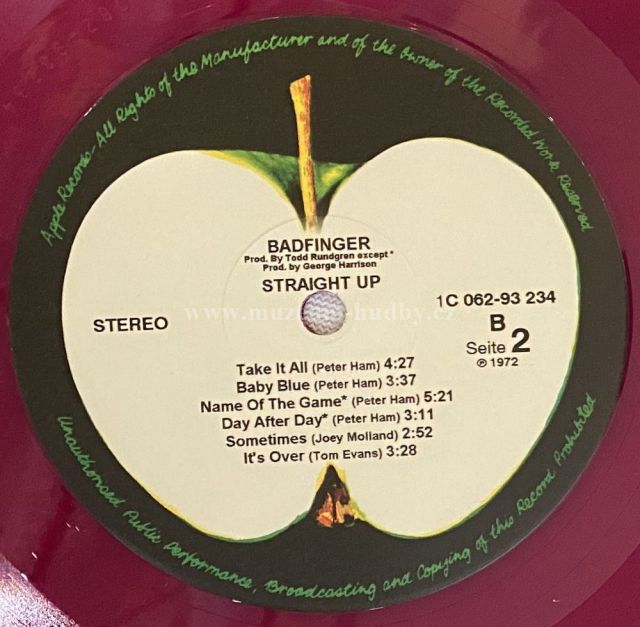 Apple Records - All Rights of the Manufacturer and of the Owner of the Recorded Work Reserved
BADFINGER
Prod. By Todd Rundgren except*
Prod. by George Harrison
STRAIGHT UP
STEREO
1C 062-93 234
B
Seite 2
℗ 1972
Take It All (Peter Ham) 4:27
Baby Blue (Peter Ham) 3:37
Name Of The Game* (Peter Ham) 5:21
Day After Day* (Peter Ham) 3:11
Sometimes (Joey Molland) 2:52
It's Over (Tom Evans) 3:28
Unauthorised Public Performance, Broadcasting and Copying of this Record Prohibited